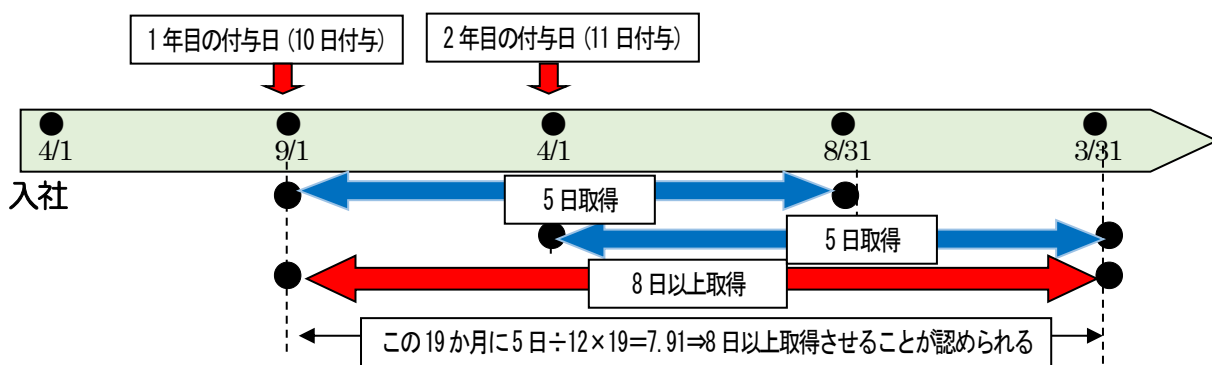 1年目の付与日(10日付与)
2年目の付与日(11日付与)
4/1
9/1
4/1
8/31
3/31
入社
5日取得
5日取得
8日以上取得
この19か月に5日÷12×19=7.91⇒8日以上取得させることが認められる